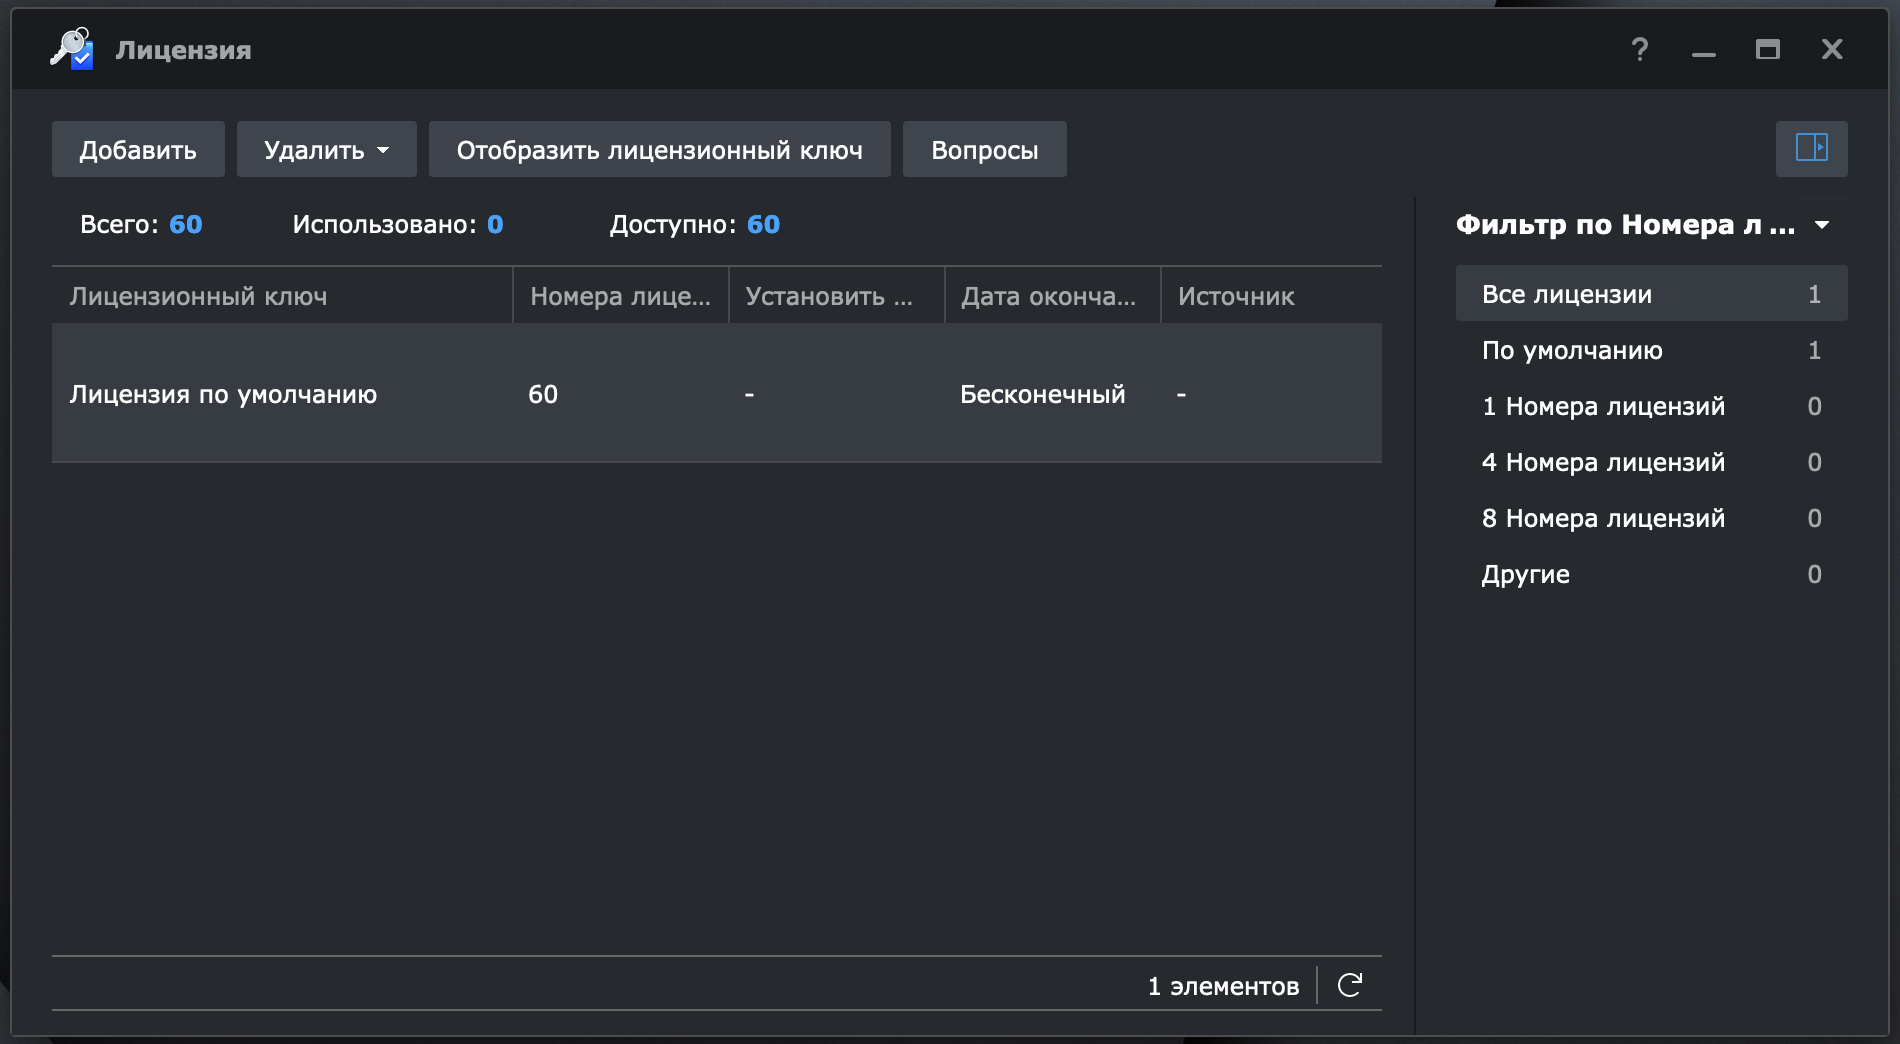 Лицензия
Добавить
Удалить
Отобразить лицензионный ключ
Вопросы
Всего: 60
Использовано: 0
Доступно: 60
Лицензионный ключ
Номера лице...
Установить ...
Дата оконча...
Источник
Лицензия по умолчанию
60
-
Бесконечный
-
1 элементов
Фильтр по Номера л ...
Все лицензии 1
По умолчанию 1
1 Номера лицензий 0
4 Номера лицензий 0
8 Номера лицензий 0
Другие 0